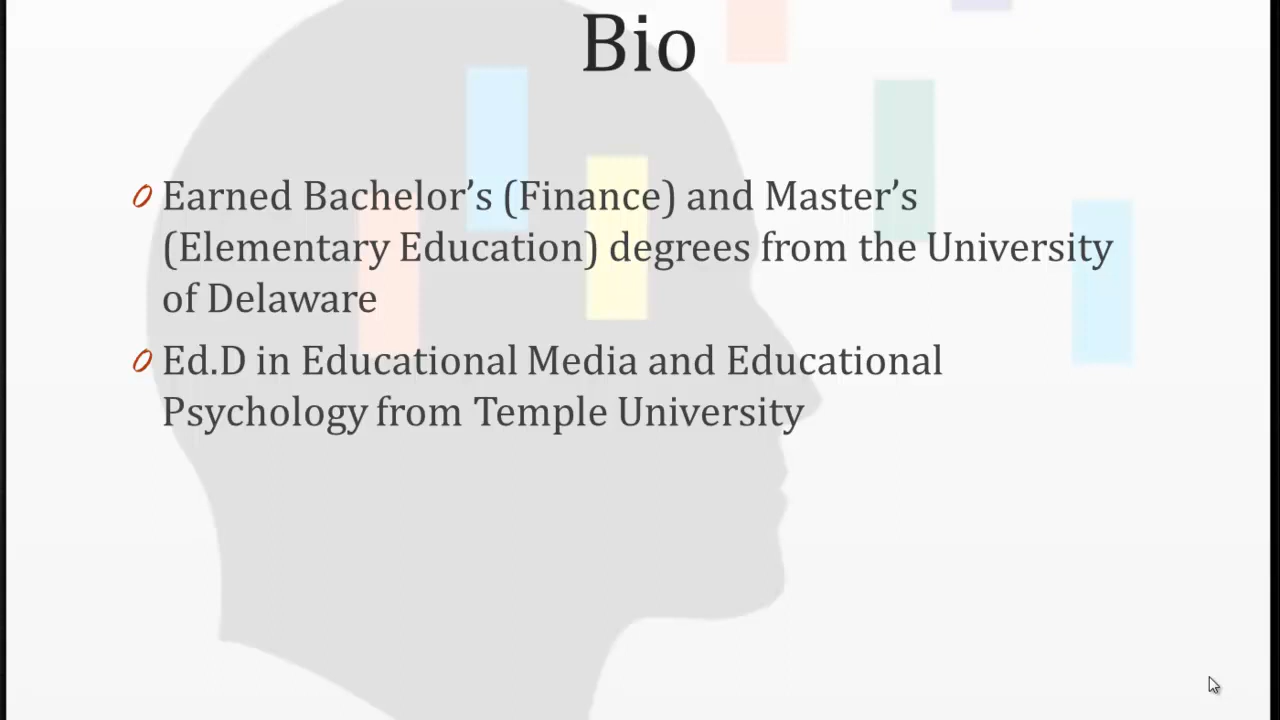 Bio
Earned Bachelor’s (Finance) and Master’s
(Elementary Education) degrees from the University
of Delaware
Ed.D in Educational Media and Educational
Psychology from Temple University